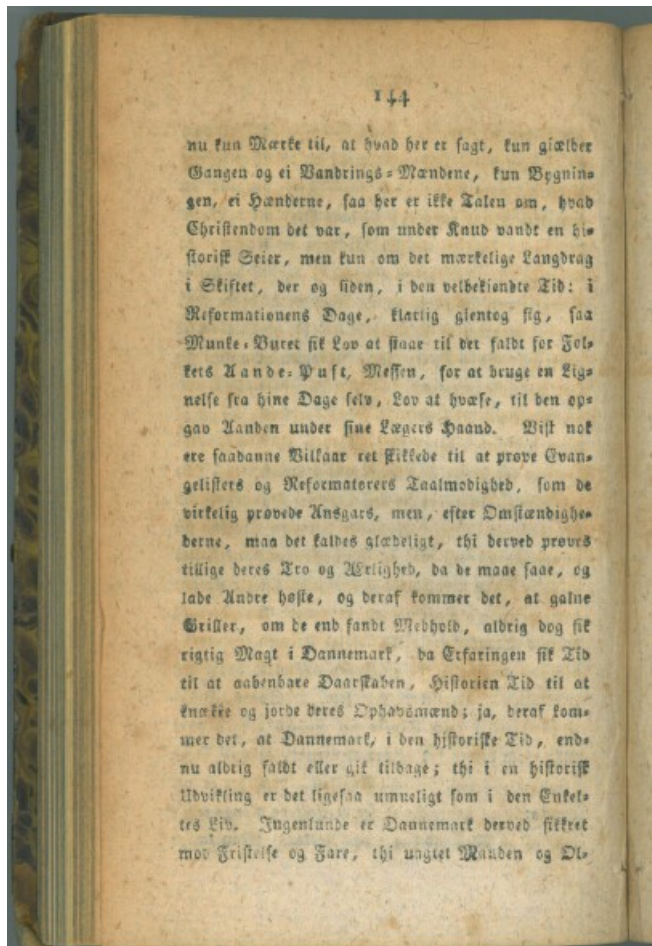 144
nu kun Mærke til, at hvad her er sagt, kun giælder
Gangen og ei Vandrings-Mændene, kun Bygnin-
gen, ei Hænderne, saa her er ikke Talen om, hvad
Christendom det var, som under Knud vandt en hi-
storisk Seier, men kun om det mærkelige Langdrag
i Skiftet, der og siden, i den velbekiendte Tid: i
Reformationens Dage, klarlig gientog sig, saa
Munke-Buret fik Lov at staae til det faldt for Fol-
kets Aande-Pust, Messen, for at bruge en Lig-
nelse fra hine Dage selv, Lov at hvæse, til den op-
gav Aanden under sine Lægers Haand. Vist nok
ere saadanne Vilkaar ret skikkede til at prøve Evan-
gelisters og Reformatorers Taalmodighed, som de
virkelig prøvede Ansgars, men, efter Omstændighe-
derne, maa det kaldes glædeligt, thi derved prøves
tillige deres Tro og Ærlighed, da de maae saae, og
lade Andre høste, og deraf kommer det, at galne
Griller, om de end fandt Medhold, aldrig dog fik
rigtig Magt i Dannemark, da Erfaringen fik Tid
til at aabenbare Daarskaben, Historien Tid til at
knække og jorde deres Ophavsmænd; ja, deraf kom-
mer det, at Dannemark, i den historiske Tid, end-
nu aldrig faldt eller gik tilbage; thi i en historisk
Udvikling er det ligesaa umueligt som i den Enkel-
tes Liv. Ingenlunde er Dannemark derved sikkret
mod Fristelse og Fare, thi uagtet Manden og Ol-